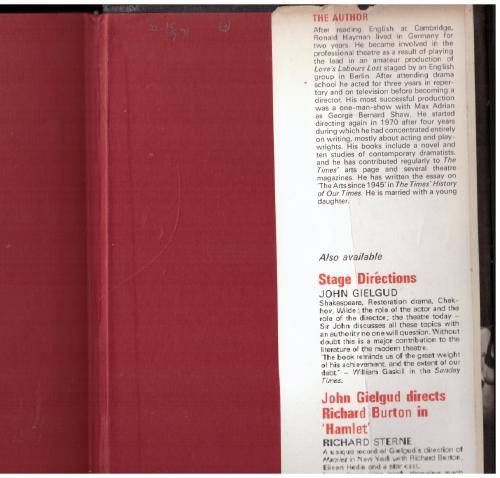 THE AUTHOR
After reading English at Cambridge,
Ronald Hayman lived in Germany for
two years. He became involved in the
professional theatre as a result of playing
the lead in an amateur production of
Love's Labours Lost staged by an English
group in Berlin. After attending drama
school he acted for three years in reper-
tory and on television before becoming a
director. His most successful production
was a one-man-show with Max Adrian
as George Bernard Shaw. He started
directing again in 1970 after four years
during which he had concentrated entirely
on writing, mostly about acting and play-
wrights. His books include a novel and
ten studies of contemporary dramatists,
and he has contributed regularly to The
Times' arts page and several theatre
magazines. He has written the essay on
'The Arts since 1945' in The Times' History
of Our Times. He is married with a young
daughter.
Also available
Stage Directions
JOHN GIELGUD
Shakespeare, Restoration drama, Chek-
hov, Wilde; the role of the actor and the
role of the director; the theatre today –
Sir John discusses all these topics with
an authority no one will question. Without
doubt this is a major contribution to the
literature of the modern theatre.
'The book reminds us of the great weight
of his achievement, and the extent of our
debt.' – William Gaskill in the Sunday
Times.
John Gielgud directs
Richard Burton in
'Hamlet'
RICHARD STERNE
A unique record of Gielgud's direction of
Hamlet in New York with Richard Burton,
Eileen Herlie and a star cast.